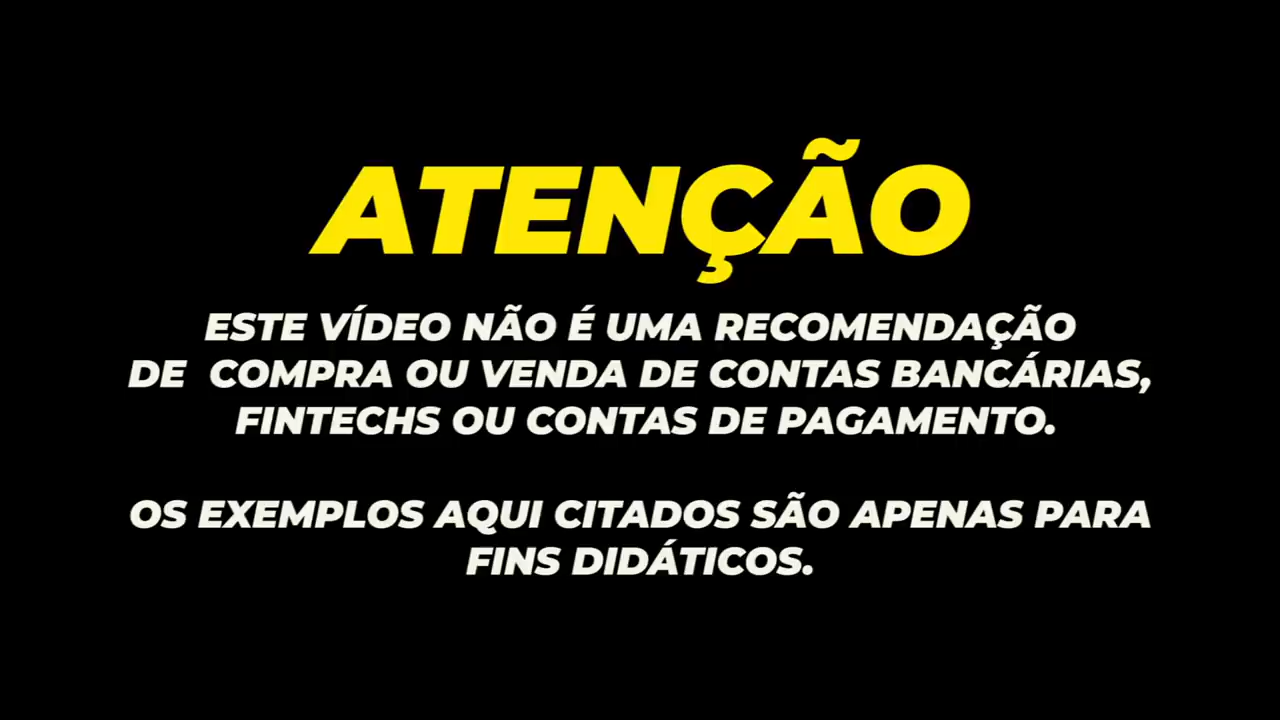 ATENÇÃO
ESTE VÍDEO NÃO É UMA RECOMENDAÇÃO
DE  COMPRA OU VENDA DE CONTAS BANCÁRIAS,
FINTECHS OU CONTAS DE PAGAMENTO.
OS EXEMPLOS AQUI CITADOS SÃO APENAS PARA
FINS DIDÁTICOS.